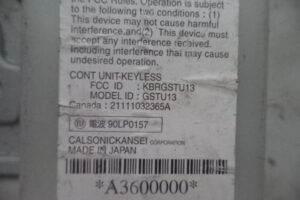 the FCC Rules. Operation is subject to
the following two conditions : (1)
This Device may not cause harmful
interference,and(2) This Device must
accept any interference received
Including interference that may cause
undesired operation.
CONT UNIT-KEYLESS
FCC ID : KBRGSTU13
MODEL ID : GSTU13
Canada : 21111032365A
電波 90LP0157
CALSONICKANSEI CORPORATION
MADE IN JAPAN
*A3600000*